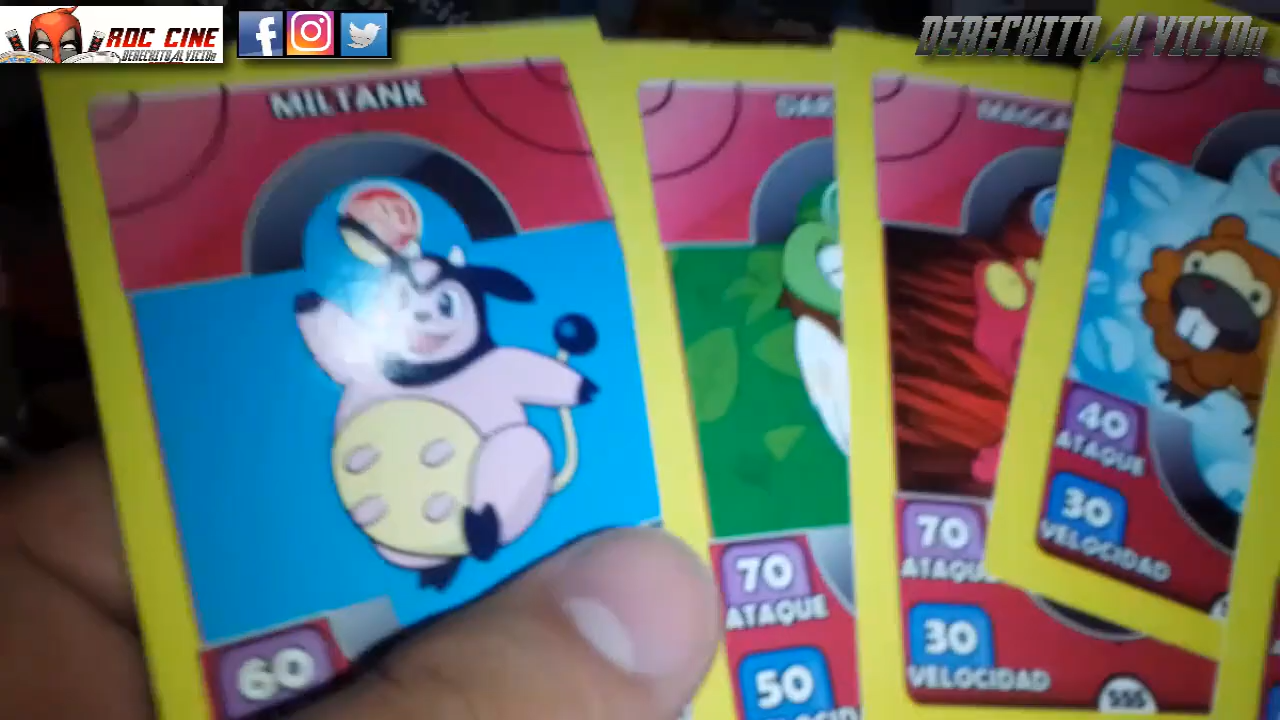 ROC CINE
DERECHITO AL VICIO!!
DERECHITO AL VICIO!!
MILTANK
60
70
ATAQUE
50
70
ATAQUE
30
VELOCIDAD
555
40
ATAQUE
30
VELOCIDAD